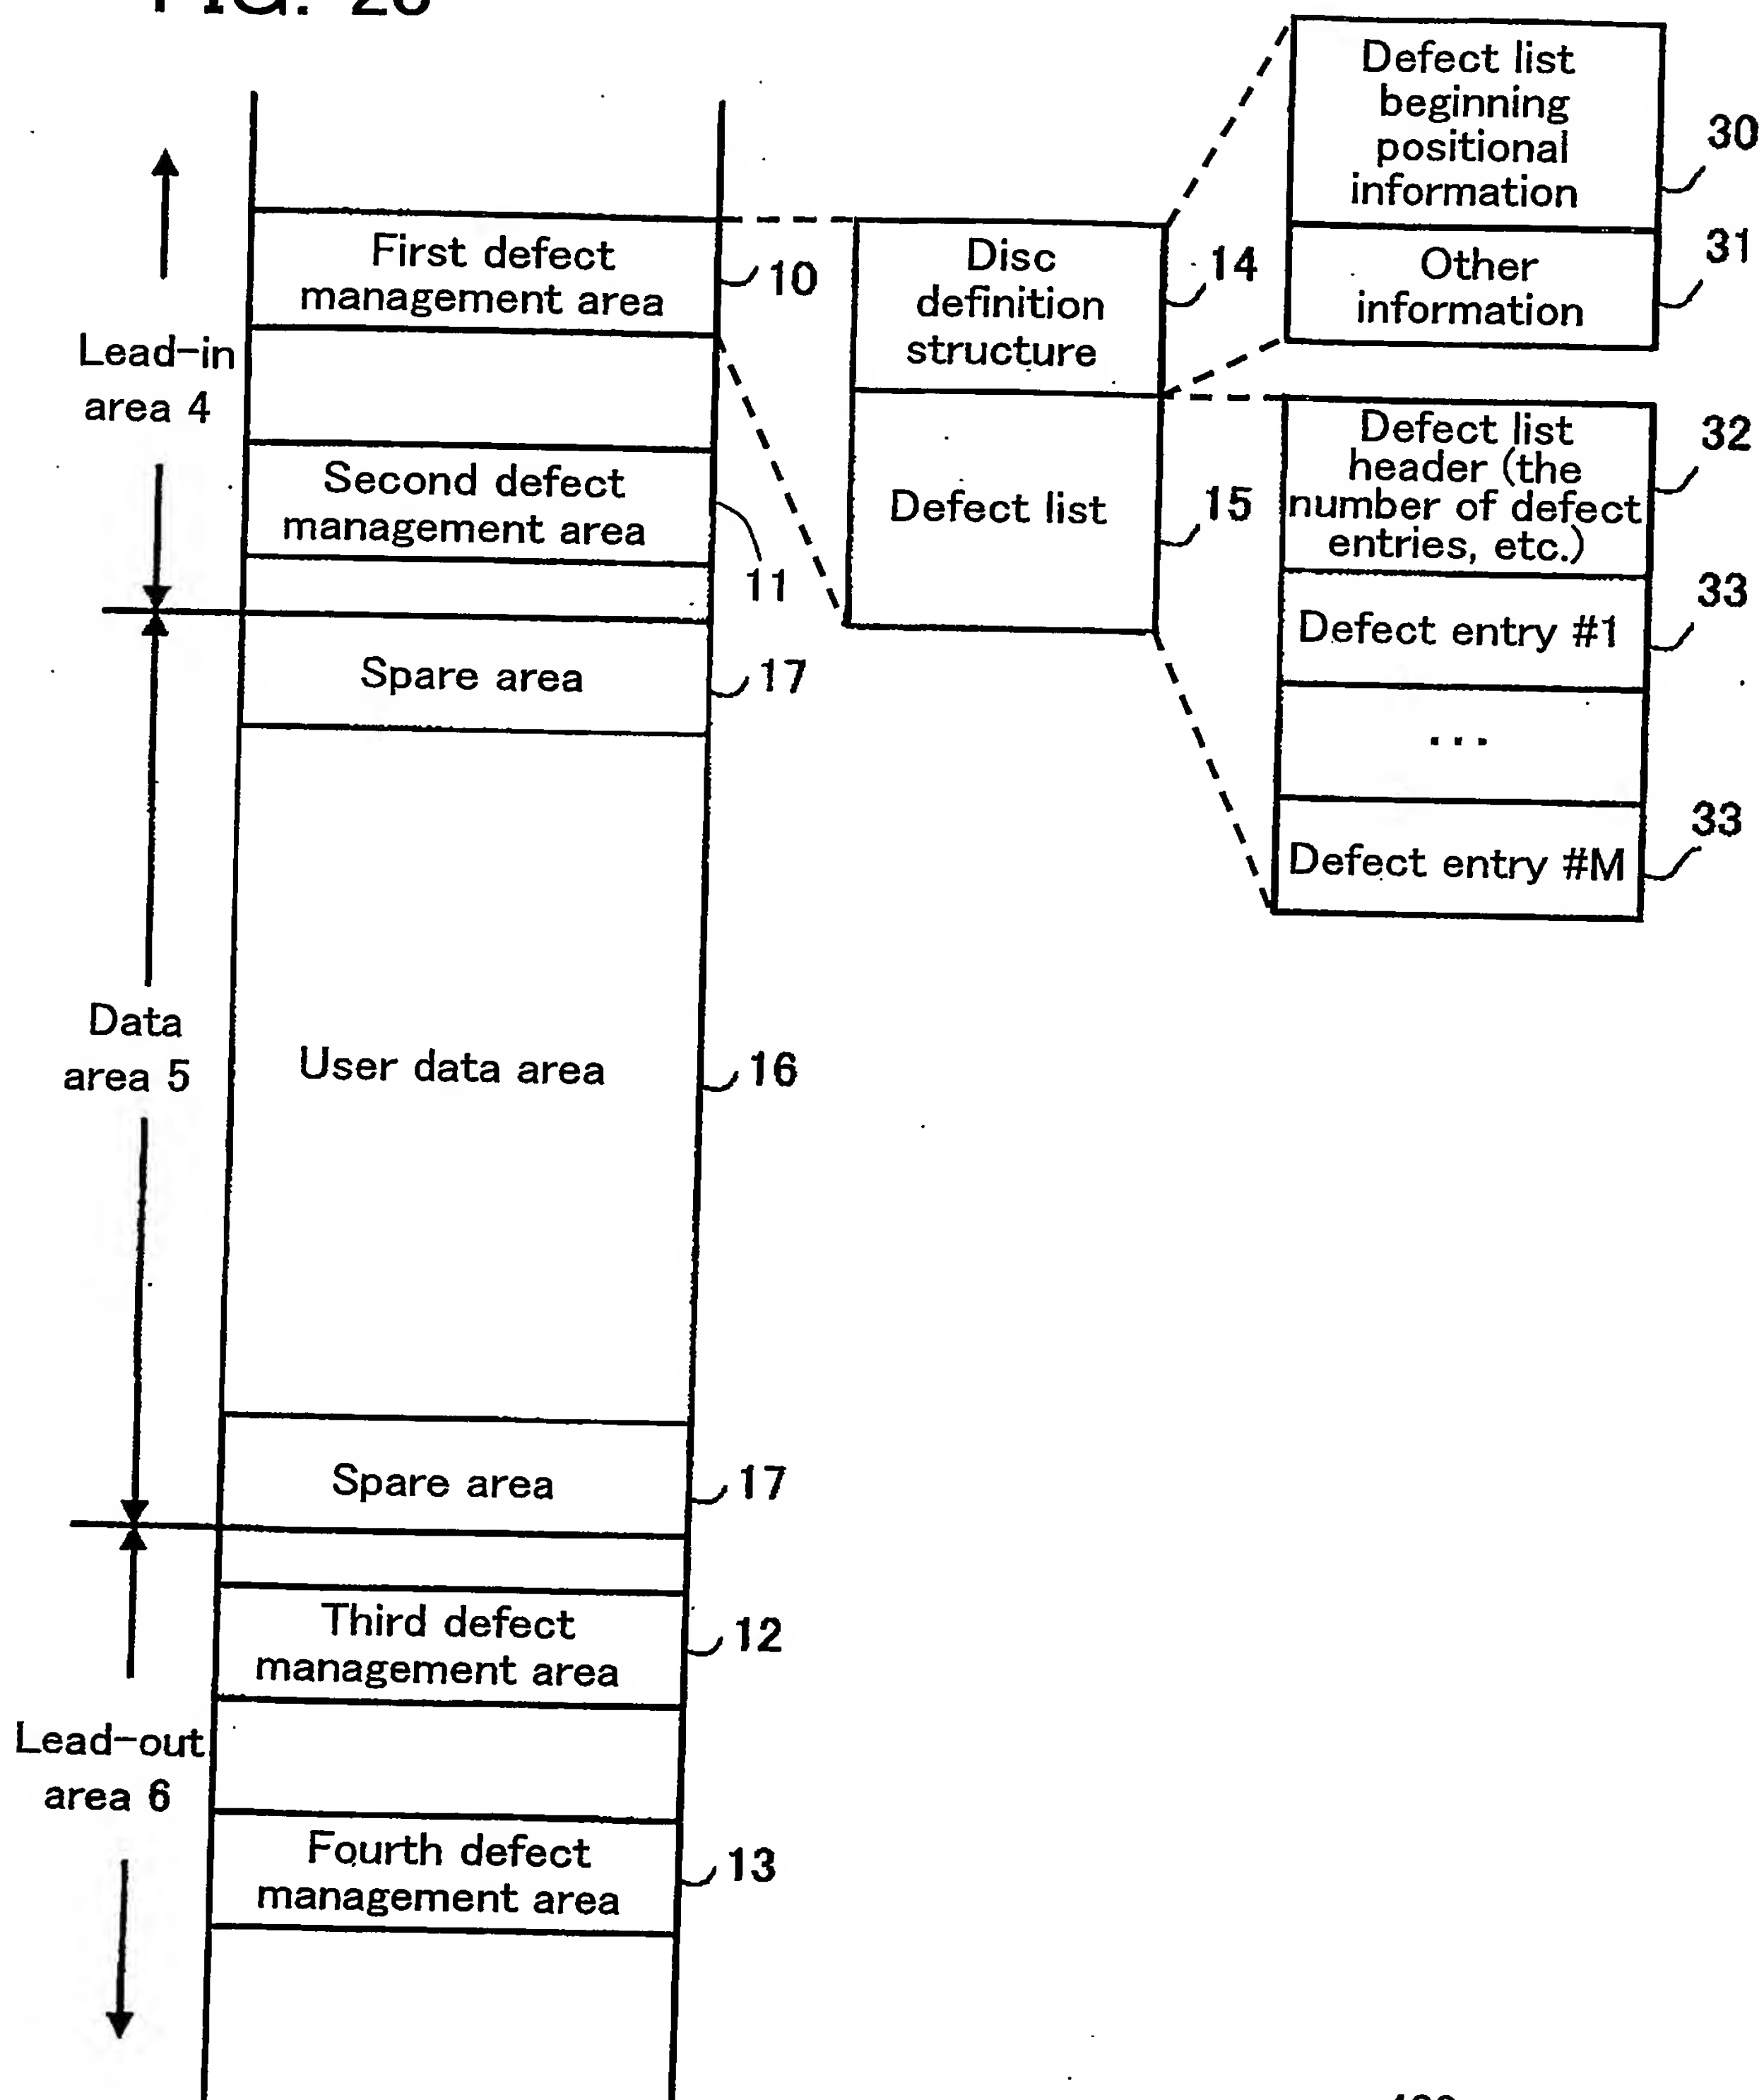 Defect list
beginning
positional
information
30
Other
information
31
First defect
management area
10
Disc
definition
structure
14
Lead-in
area 4
Defect list
header (the
number of defect
entries, etc.)
32
Second defect
management area
11
Defect list
15
Defect entry #1
33
Spare area
17
...
Defect entry #M
33
Data
area 5
User data area
16
Spare area
17
Third defect
management area
12
Lead-out
area 6
Fourth defect
management area
13